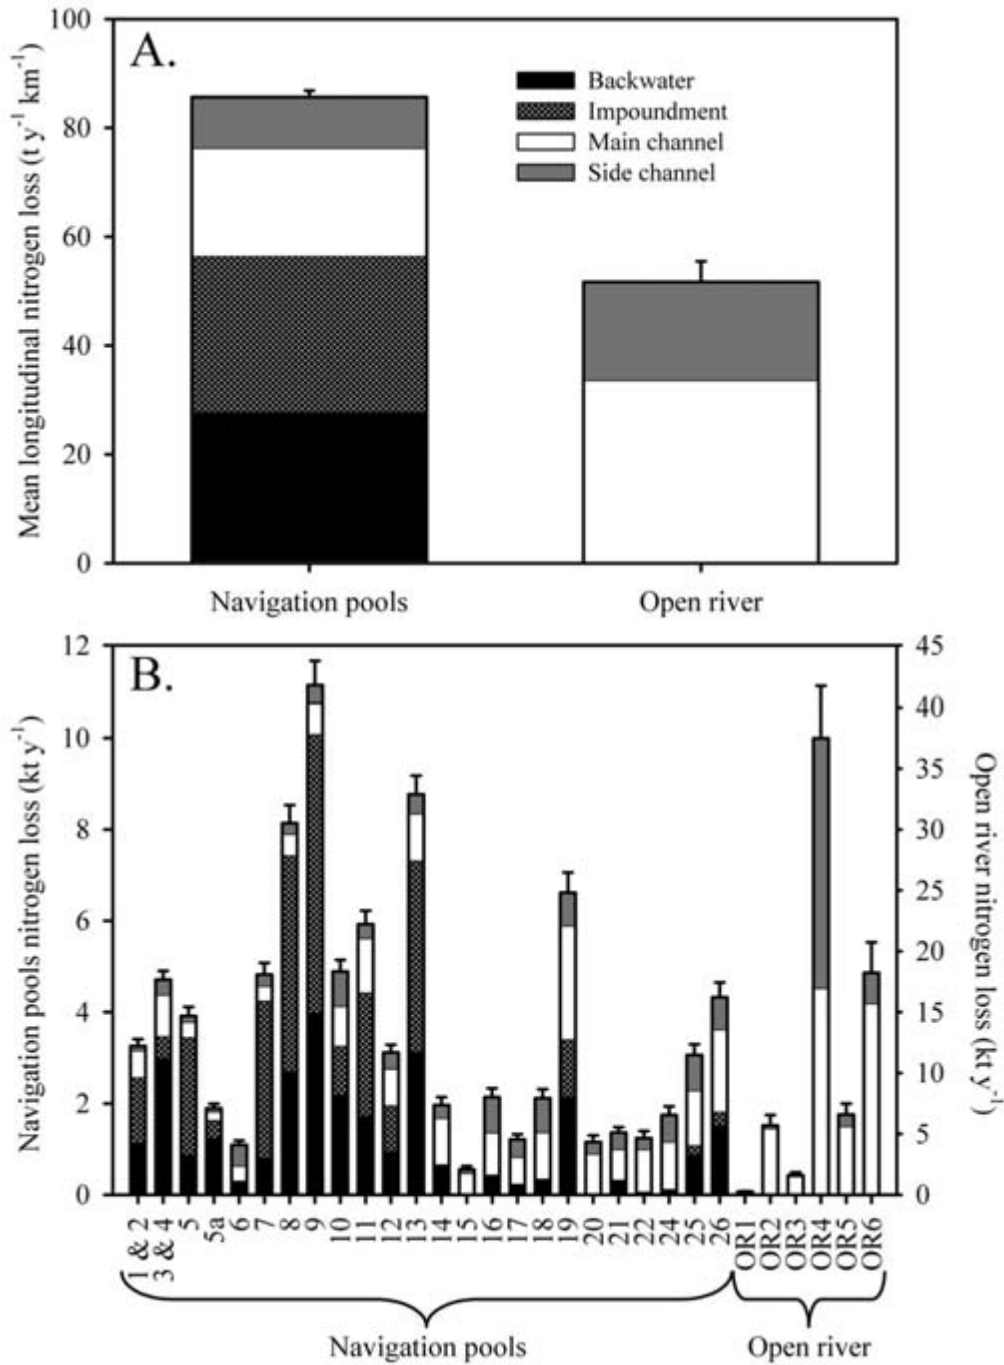 A.
Mean longitudinal nitrogen loss (t y-1 km-1)
100
80
60
40
20
0
Backwater
Impoundment
Main channel
Side channel
Navigation pools
Open river
B.
Navigation pools nitrogen loss (kt y-1)
12
10
8
6
4
2
0
45
40
35
30
25
20
15
10
5
0
Open river nitrogen loss (kt y-1)
1 & 2
3 & 4
5
5a
6
7
8
9
10
11
12
13
14
15
16
17
18
19
20
21
22
24
25
26
OR1
OR2
OR3
OR4
OR5
OR6
Navigation pools
Open river